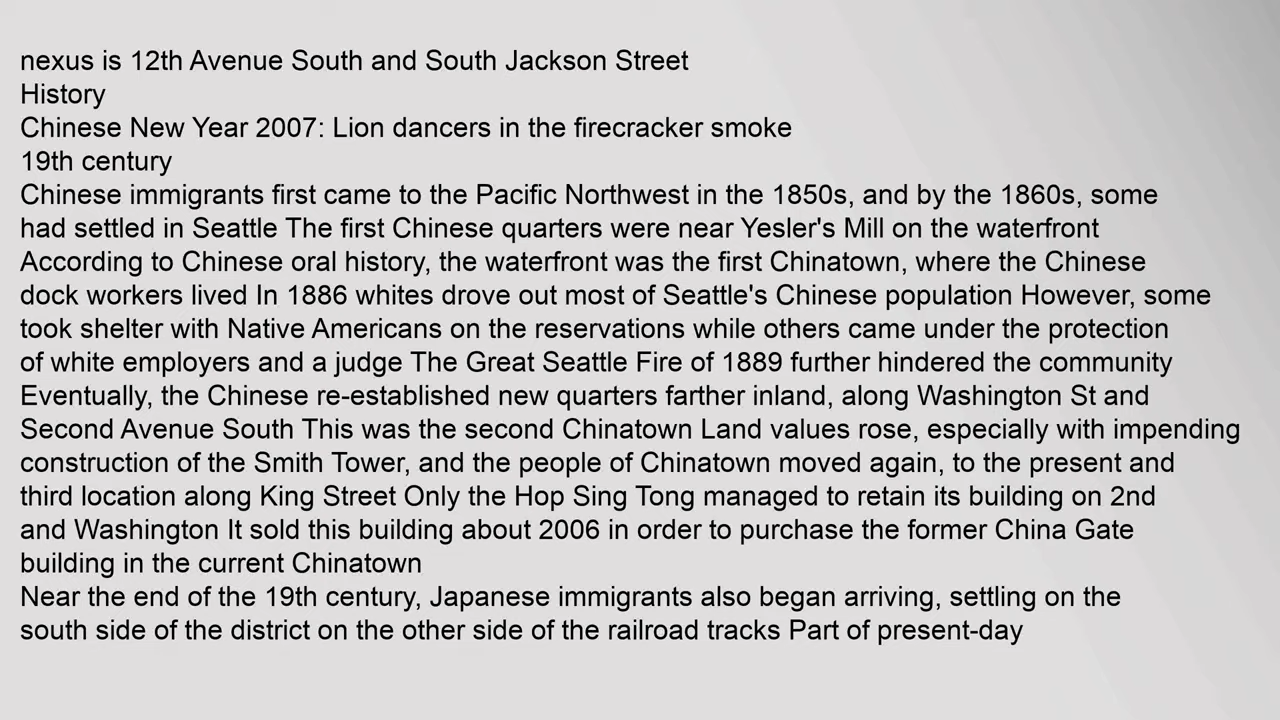 nexus is 12th Avenue South and South Jackson Street
History
Chinese New Year 2007: Lion dancers in the firecracker smoke
19th century
Chinese immigrants first came to the Pacific Northwest in the 1850s, and by the 1860s, some
had settled in Seattle The first Chinese quarters were near Yesler's Mill on the waterfront
According to Chinese oral history, the waterfront was the first Chinatown, where the Chinese
dock workers lived In 1886 whites drove out most of Seattle's Chinese population However, some
took shelter with Native Americans on the reservations while others came under the protection
of white employers and a judge The Great Seattle Fire of 1889 further hindered the community
Eventually, the Chinese re-established new quarters farther inland, along Washington St and
Second Avenue South This was the second Chinatown Land values rose, especially with impending
construction of the Smith Tower, and the people of Chinatown moved again, to the present and
third location along King Street Only the Hop Sing Tong managed to retain its building on 2nd
and Washington It sold this building about 2006 in order to purchase the former China Gate
building in the current Chinatown
Near the end of the 19th century, Japanese immigrants also began arriving, settling on the
south side of the district on the other side of the railroad tracks Part of present-day